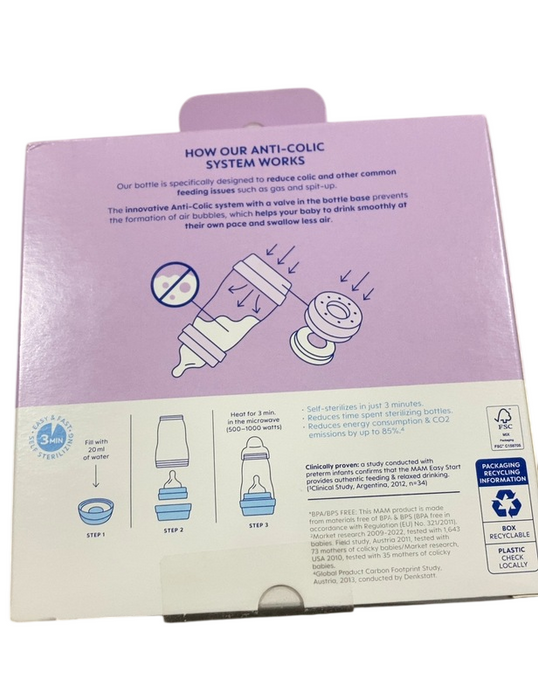 HOW OUR ANTI-COLIC
SYSTEM WORKS
Our bottle is specifically designed to reduce colic and other common
feeding issues such as gas and spit-up.
The innovative Anti-Colic system with a valve in the bottle base prevents
the formation of air bubbles, which helps your baby to drink smoothly at
their own pace and swallow less air.
EASY & FAST
3 MIN
SELF STERILIZING
Fill with
20 ml
of water
STEP 1
STEP 2
Heat for 3 min.
in the microwave
(500-1000 watts)
STEP 3
· Self-sterilizes in just 3 minutes.
· Reduces time spent sterilizing bottles.
· Reduces energy consumption & CO2
emissions by up to 85%.⁴
Clinically proven: a study conducted with
preterm infants confirms that the MAM Easy Start
provides authentic feeding & relaxed drinking.
(¹Clinical Study, Argentina, 2012, n=34)
*BPA/BPS FREE: This MAM product is made
from materials free of BPA & BPS (BPA free in
accordance with Regulation (EU) No. 321/2011).
Market research 2009-2022, tested with 1,643
babies. Field study, Austria 2011, tested with
73 mothers of colicky babies/Market research,
USA 2010, tested with 35 mothers of colicky
babies.
⁴Global Product Carbon Footprint Study,
Austria, 2013, conducted by Denkstatt.
FSC
MIX
Packaging
PACKAGING
RECYCLING
INFORMATION
BOX
RECYCLABLE
PLASTIC
CHECK
LOCALLY